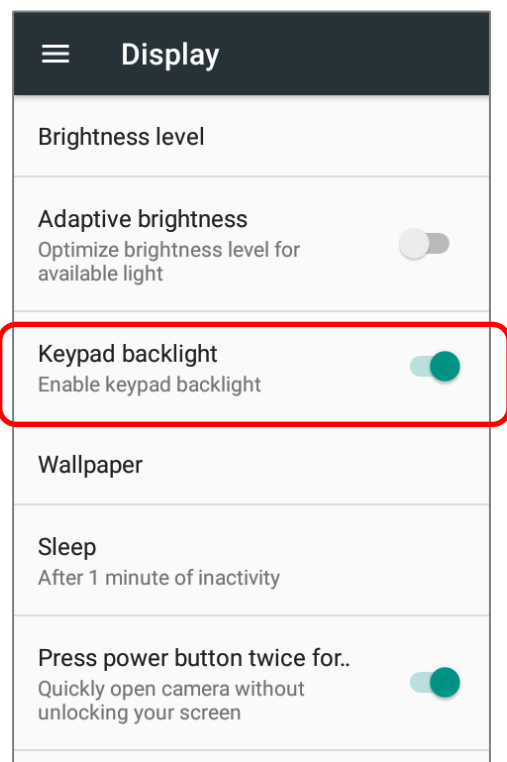 Display
Brightness level
Adaptive brightness
Optimize brightness level for
available light
Keypad backlight
Enable keypad backlight
Wallpaper
Sleep
After 1 minute of inactivity
Press power button twice for..
Quickly open camera without
unlocking your screen